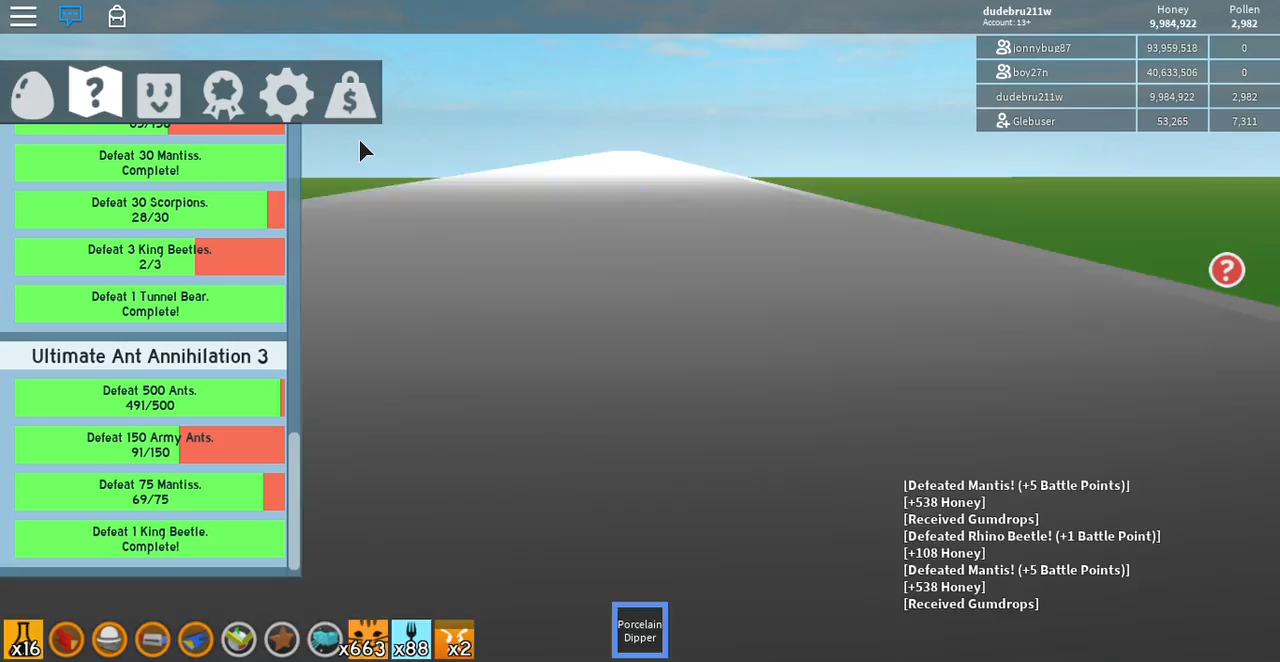 dudebru211w
Account: 13+
Honey
9,984,922
Pollen
2,982
jonnybug87 93,959,518 0
boy27n 40,633,506 0
dudebru211w 9,984,922 2,982
Glebuser 53,265 7,311
?
$
Defeat 30 Mantiss.
Complete!
Defeat 30 Scorpions.
28/30
Defeat 3 King Beetles.
2/3
Defeat 1 Tunnel Bear.
Complete!
Ultimate Ant Annihilation 3
Defeat 500 Ants.
491/500
Defeat 150 Army Ants.
91/150
Defeat 75 Mantiss.
69/75
Defeat 1 King Beetle.
Complete!
?
[Defeated Mantis! (+5 Battle Points)]
[+538 Honey]
[Received Gumdrops]
[Defeated Rhino Beetle! (+1 Battle Point)]
[+108 Honey]
[Defeated Mantis! (+5 Battle Points)]
[+538 Honey]
[Received Gumdrops]
x16
x663
x88
x2
Porcelain
Dipper